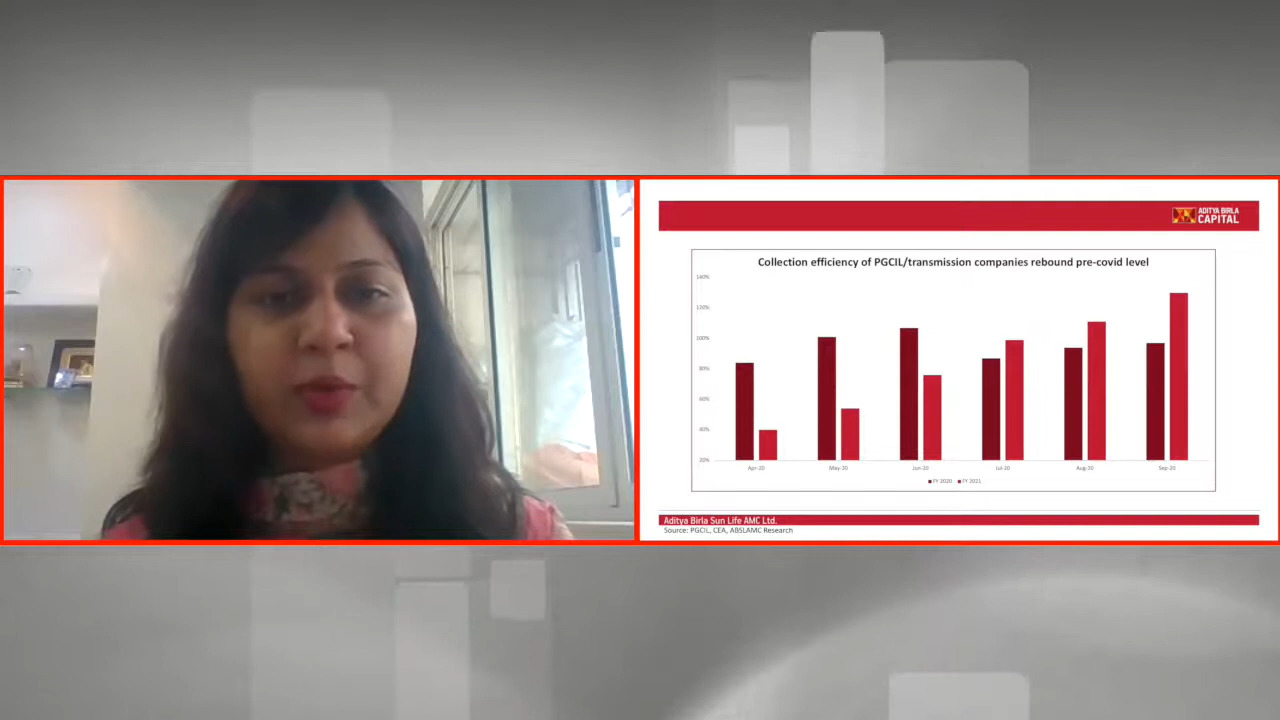 ADITYA BIRLA
CAPITAL
Collection efficiency of PGCIL/transmission companies rebound pre-covid level
140%
120%
100%
80%
60%
40%
20%
Apr-20
May-20
Jun-20
Jul-20
Aug-20
Sep-20
FY 2020
FY 2021
Aditya Birla Sun Life AMC Ltd.
Source: PGCIL, CEA, ABSLAMC Research